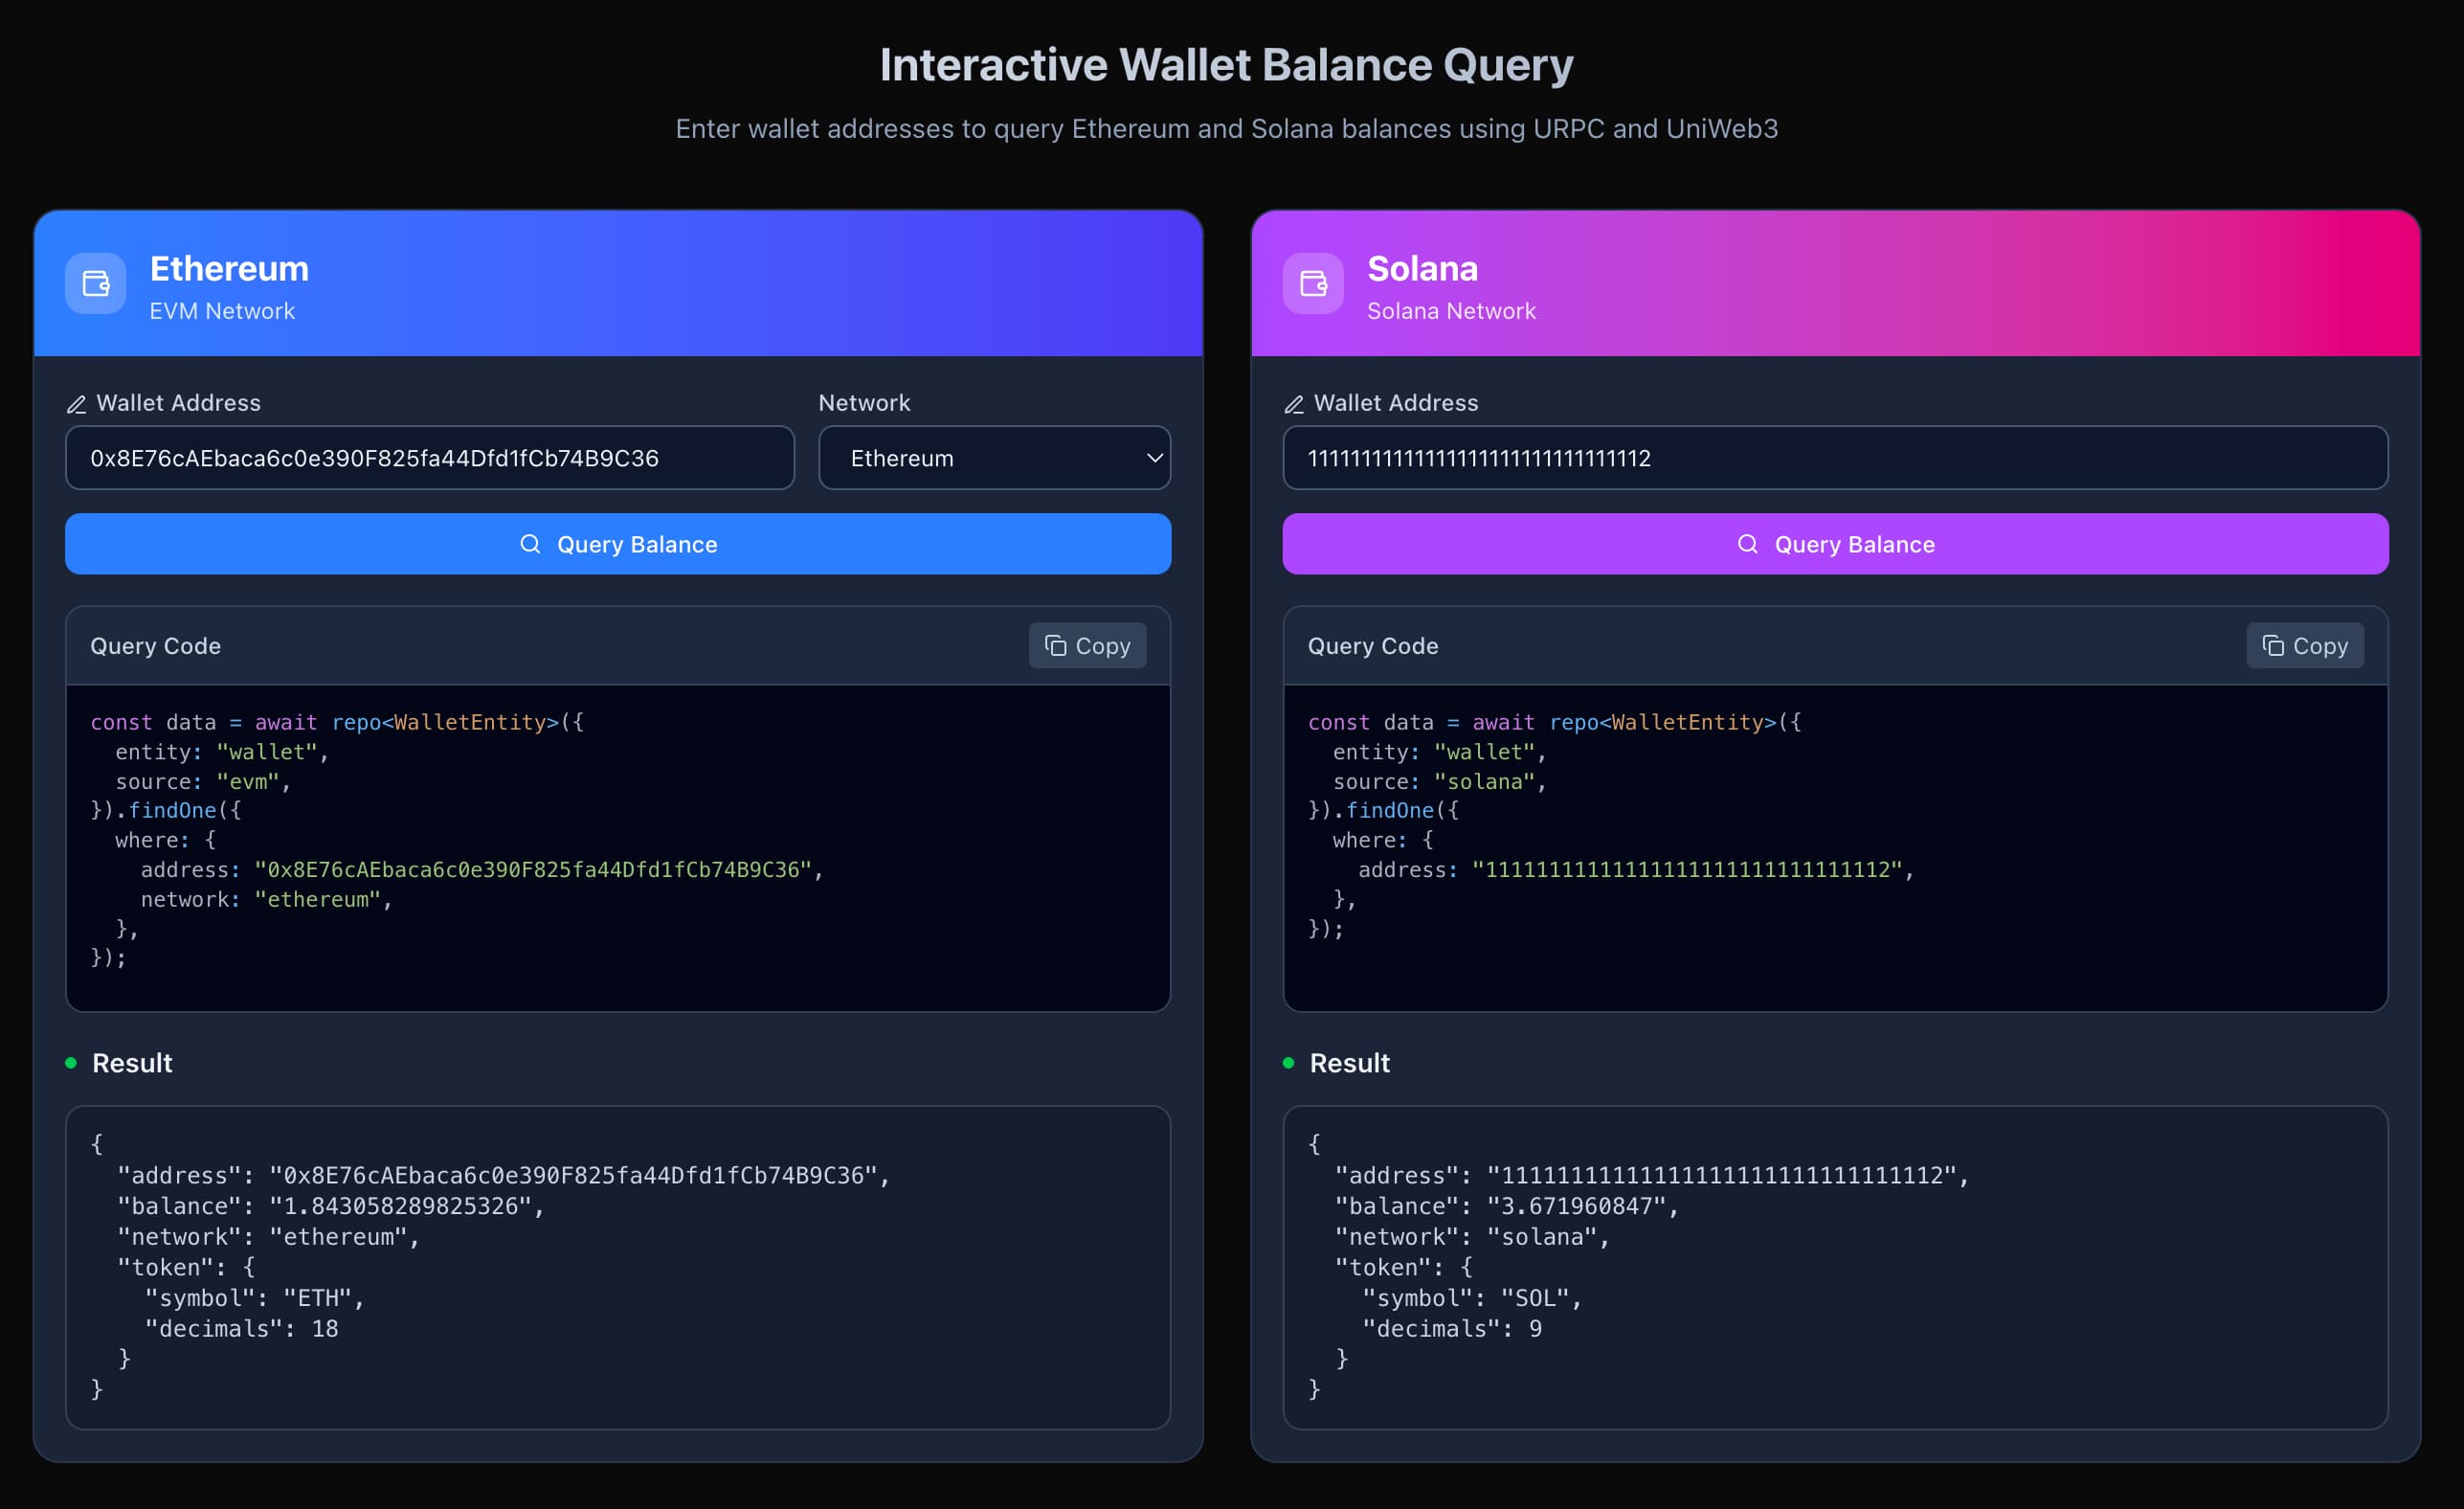 Interactive Wallet Balance Query
Enter wallet addresses to query Ethereum and Solana balances using URPC and UniWeb3
Ethereum
EVM Network
Wallet Address
Network
0x8E76cAEbaca6c0e390F825fa44Dfd1fCb74B9C36
Ethereum
Query Balance
Query Code
Copy
const data = await repo<WalletEntity>({
  entity: "wallet",
  source: "evm",
}).findOne({
  where: {
    address: "0x8E76cAEbaca6c0e390F825fa44Dfd1fCb74B9C36",
    network: "ethereum",
  },
});
Result
{
  "address": "0x8E76cAEbaca6c0e390F825fa44Dfd1fCb74B9C36",
  "balance": "1.843058289825326",
  "network": "ethereum",
  "token": {
    "symbol": "ETH",
    "decimals": 18
  }
}
Solana
Solana Network
Wallet Address
11111111111111111111111111111112
Query Balance
Query Code
Copy
const data = await repo<WalletEntity>({
  entity: "wallet",
  source: "solana",
}).findOne({
  where: {
    address: "11111111111111111111111111111112",
  },
});
Result
{
  "address": "11111111111111111111111111111112",
  "balance": "3.671960847",
  "network": "solana",
  "token": {
    "symbol": "SOL",
    "decimals": 9
  }
}